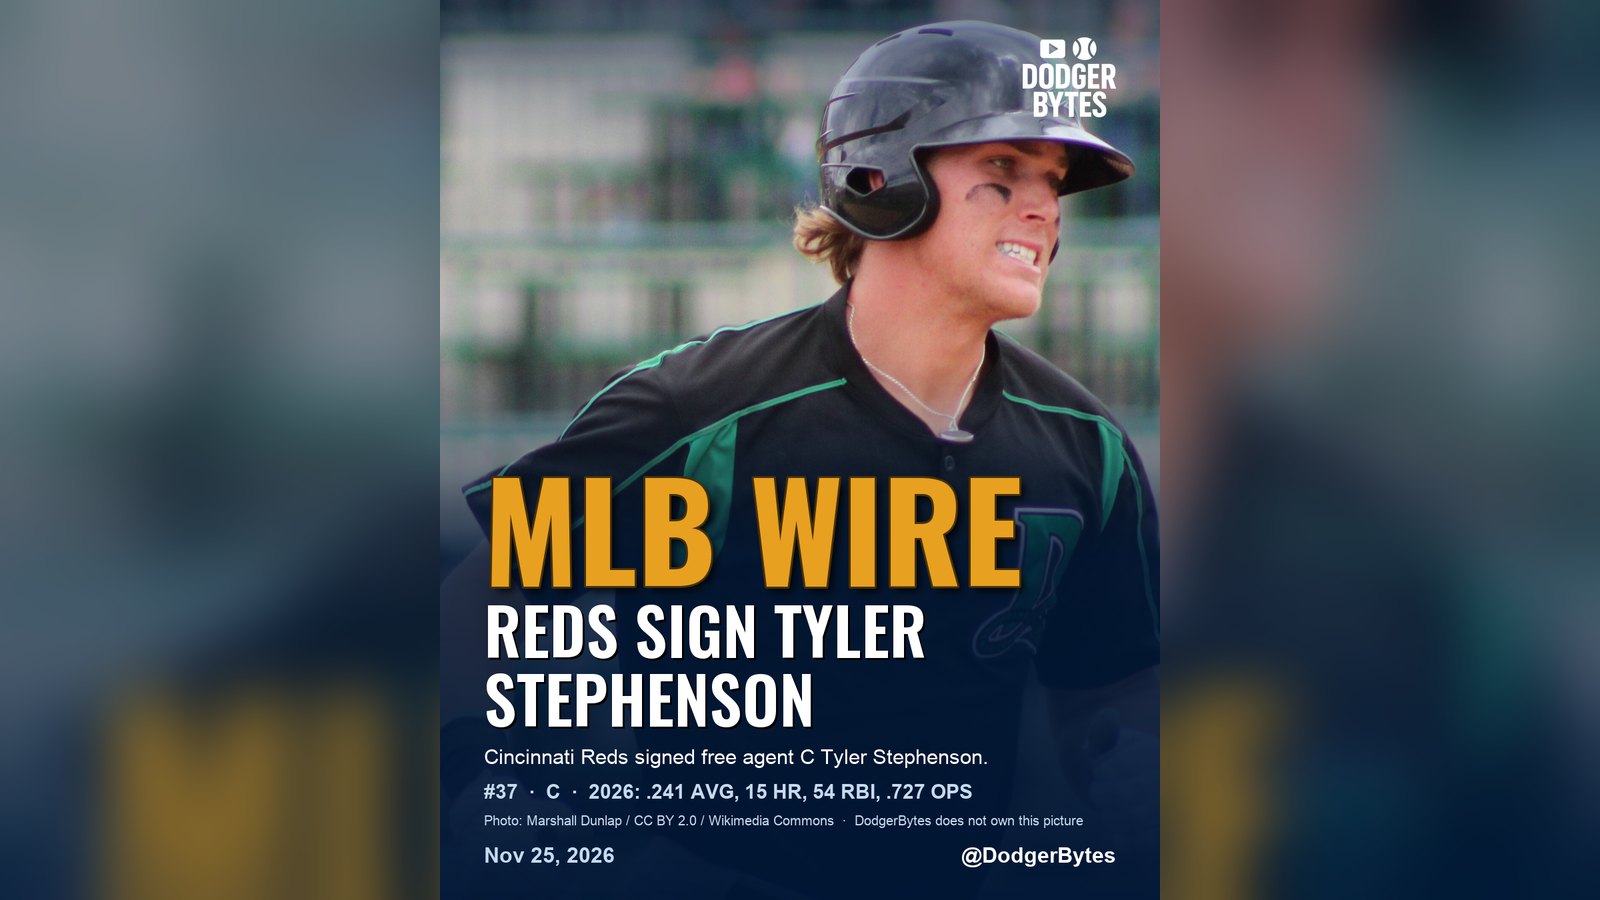 DODGER
BYTES
MLB WIRE
REDS SIGN TYLER
STEPHENSON
Cincinnati Reds signed free agent C Tyler Stephenson.
#37 · C · 2026: .241 AVG, 15 HR, 54 RBI, .727 OPS
Photo: Marshall Dunlap / CC BY 2.0 / Wikimedia Commons · DodgerBytes does not own this picture
Nov 25, 2026
@DodgerBytes